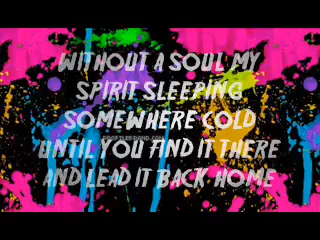 WITHOUT A SOUL MY
SPIRIT SLEEPING
SOMEWHERE COLD
UNTIL YOU FIND IT THERE
AND LEAD IT BACK HOME